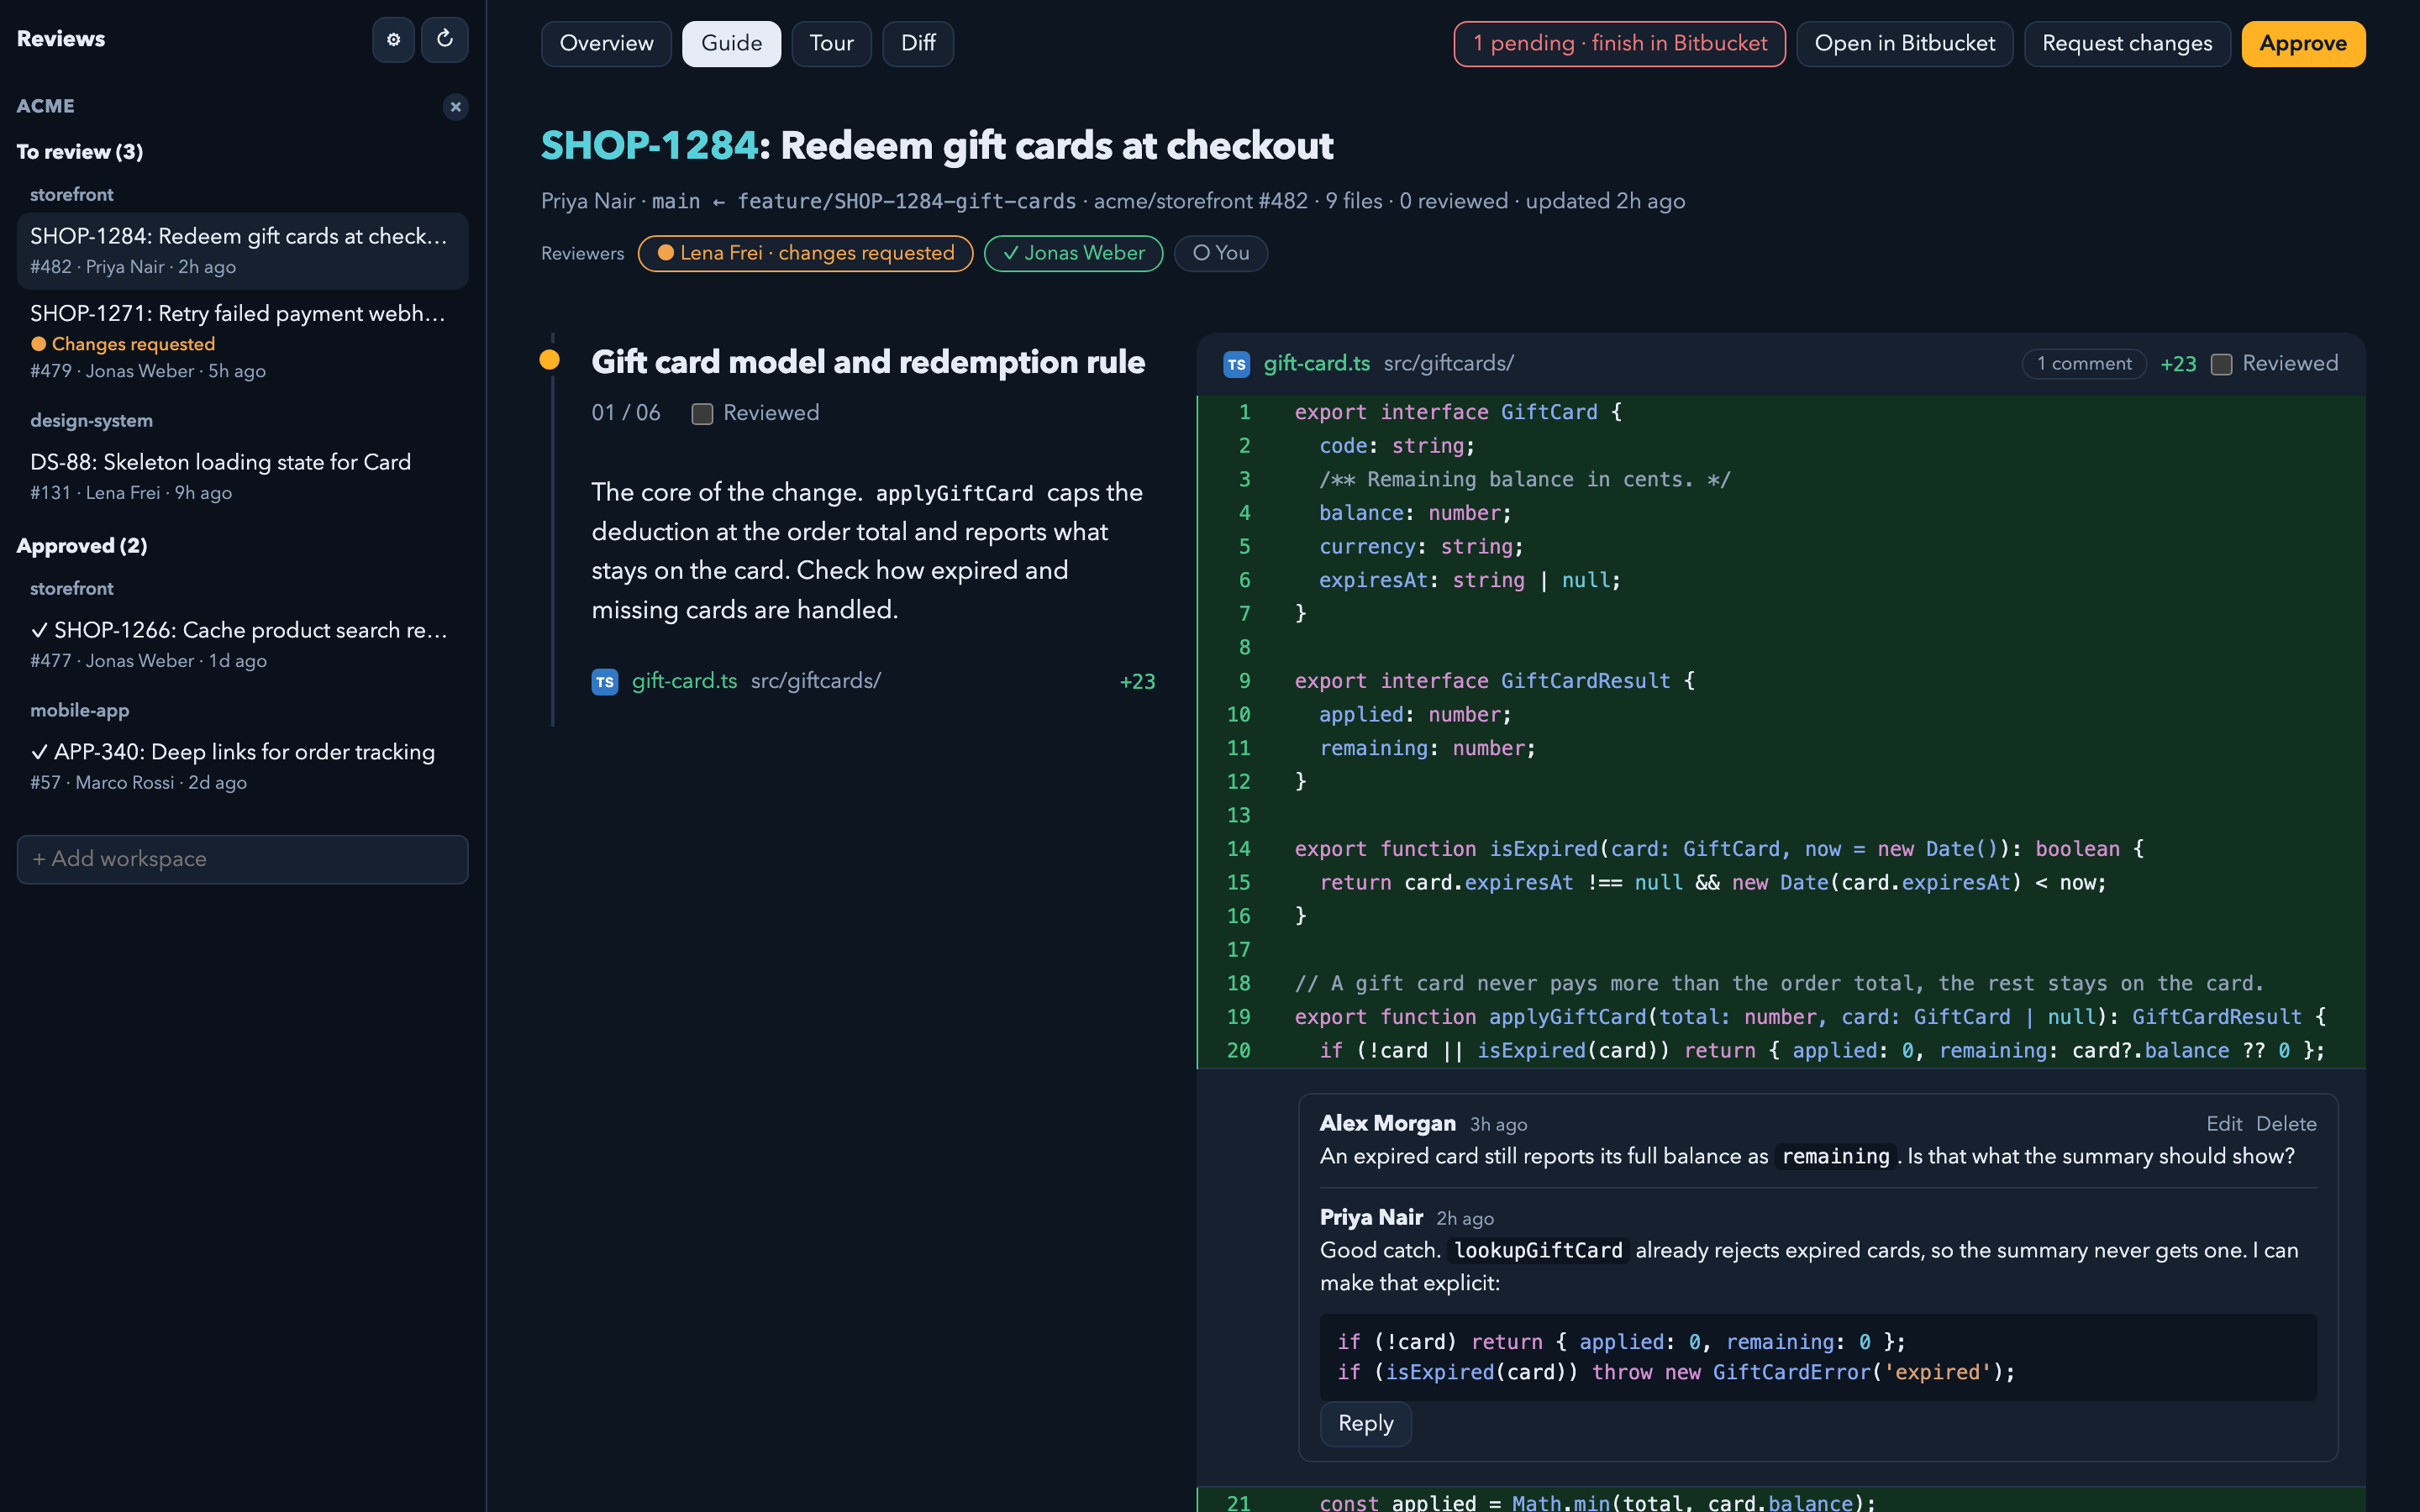 Reviews
ACME
To review (3)
storefront
SHOP-1284: Redeem gift cards at check…
#482 · Priya Nair · 2h ago
SHOP-1271: Retry failed payment webh…
Changes requested
#479 · Jonas Weber · 5h ago
design-system
DS-88: Skeleton loading state for Card
#131 · Lena Frei · 9h ago
Approved (2)
storefront
✓ SHOP-1266: Cache product search re…
#477 · Jonas Weber · 1d ago
mobile-app
✓ APP-340: Deep links for order tracking
#57 · Marco Rossi · 2d ago
+ Add workspace
Overview Guide Tour Diff
1 pending · finish in Bitbucket Open in Bitbucket Request changes Approve
SHOP-1284: Redeem gift cards at checkout
Priya Nair · main ← feature/SHOP-1284-gift-cards · acme/storefront #482 · 9 files · 0 reviewed · updated 2h ago
Reviewers Lena Frei · changes requested ✓ Jonas Weber You
Gift card model and redemption rule
01 / 06 Reviewed
The core of the change. applyGiftCard caps the
deduction at the order total and reports what
stays on the card. Check how expired and
missing cards are handled.
TS gift-card.ts src/giftcards/ +23
TS gift-card.ts src/giftcards/ 1 comment +23 Reviewed
1 export interface GiftCard {
2 code: string;
3 /** Remaining balance in cents. */
4 balance: number;
5 currency: string;
6 expiresAt: string | null;
7 }
8
9 export interface GiftCardResult {
10 applied: number;
11 remaining: number;
12 }
13
14 export function isExpired(card: GiftCard, now = new Date()): boolean {
15 return card.expiresAt !== null && new Date(card.expiresAt) < now;
16 }
17
18 // A gift card never pays more than the order total, the rest stays on the card.
19 export function applyGiftCard(total: number, card: GiftCard | null): GiftCardResult {
20 if (!card || isExpired(card)) return { applied: 0, remaining: card?.balance ?? 0 };
Alex Morgan 3h ago Edit Delete
An expired card still reports its full balance as remaining. Is that what the summary should show?
Priya Nair 2h ago
Good catch. lookupGiftCard already rejects expired cards, so the summary never gets one. I can
make that explicit:
if (!card) return { applied: 0, remaining: 0 };
if (isExpired(card)) throw new GiftCardError('expired');
Reply
21 const applied = Math.min(total, card.balance);